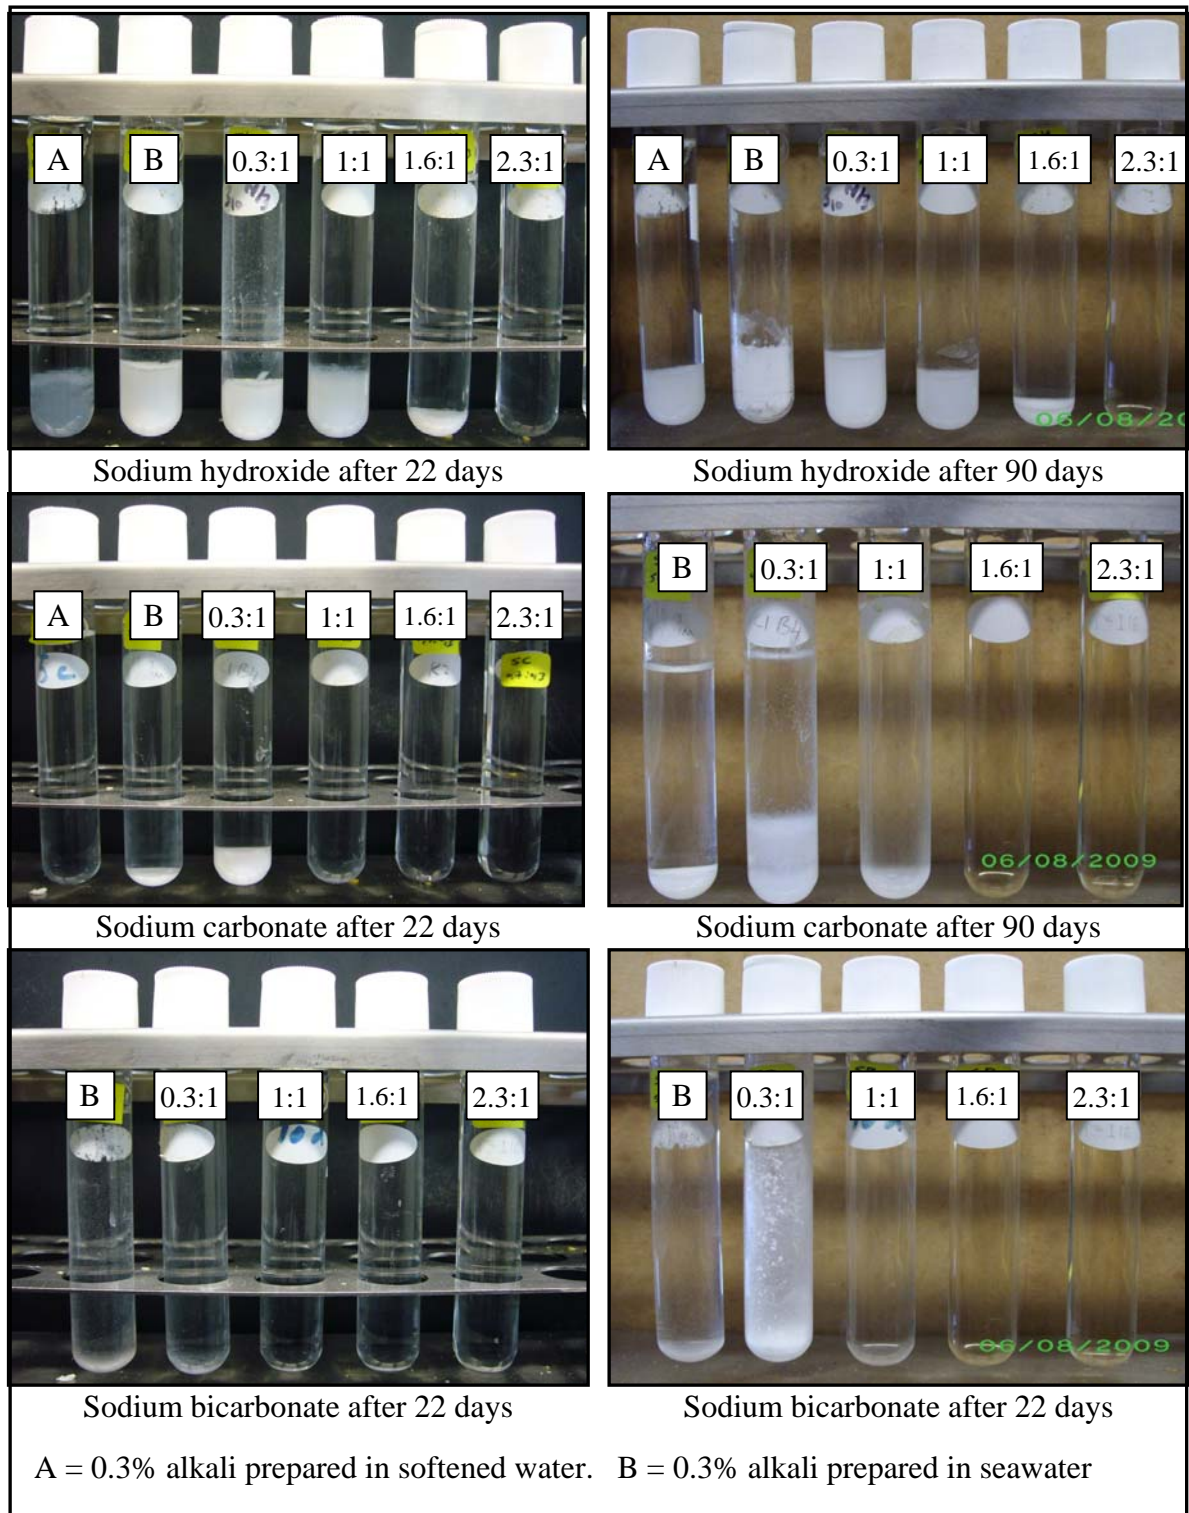 A B 0.3:1 1:1 1.6:1 2.3:1
Sodium hydroxide after 22 days
A B 0.3:1 1:1 1.6:1 2.3:1
06/08/20
Sodium hydroxide after 90 days
A B 0.3:1 1:1 1.6:1 2.3:1
Sodium carbonate after 22 days
B 0.3:1 1:1 1.6:1 2.3:1
06/08/2009
Sodium carbonate after 90 days
B 0.3:1 1:1 1.6:1 2.3:1
Sodium bicarbonate after 22 days
B 0.3:1 1:1 1.6:1 2.3:1
06/08/2009
Sodium bicarbonate after 22 days
A = 0.3% alkali prepared in softened water. B = 0.3% alkali prepared in seawater